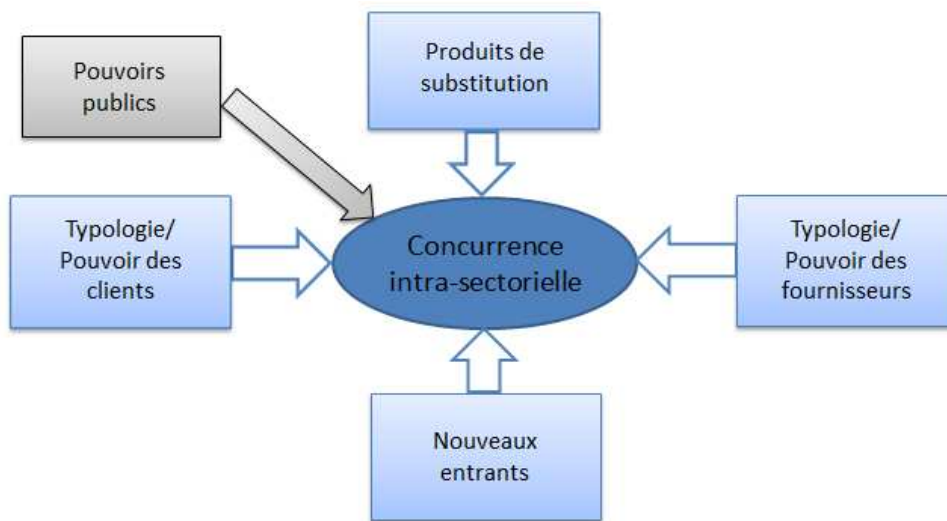 Pouvoirs
publics
Produits de
substitution
Typologie/
Pouvoir des
clients
Concurrence
intra-sectorielle
Typologie/
Pouvoir des
fournisseurs
Nouveaux
entrants